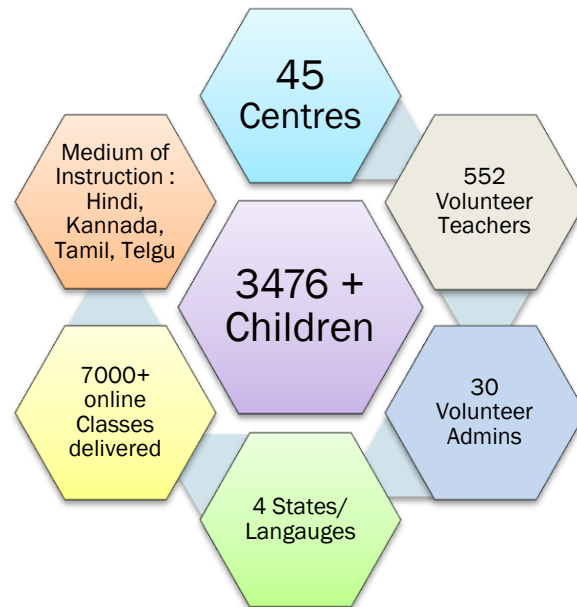 45
Centres
552
Volunteer
Teachers
30
Volunteer
Admins
4 States/
Langauges
7000+
online
Classes
delivered
Medium of
Instruction :
Hindi,
Kannada,
Tamil, Telgu
3476 +
Children